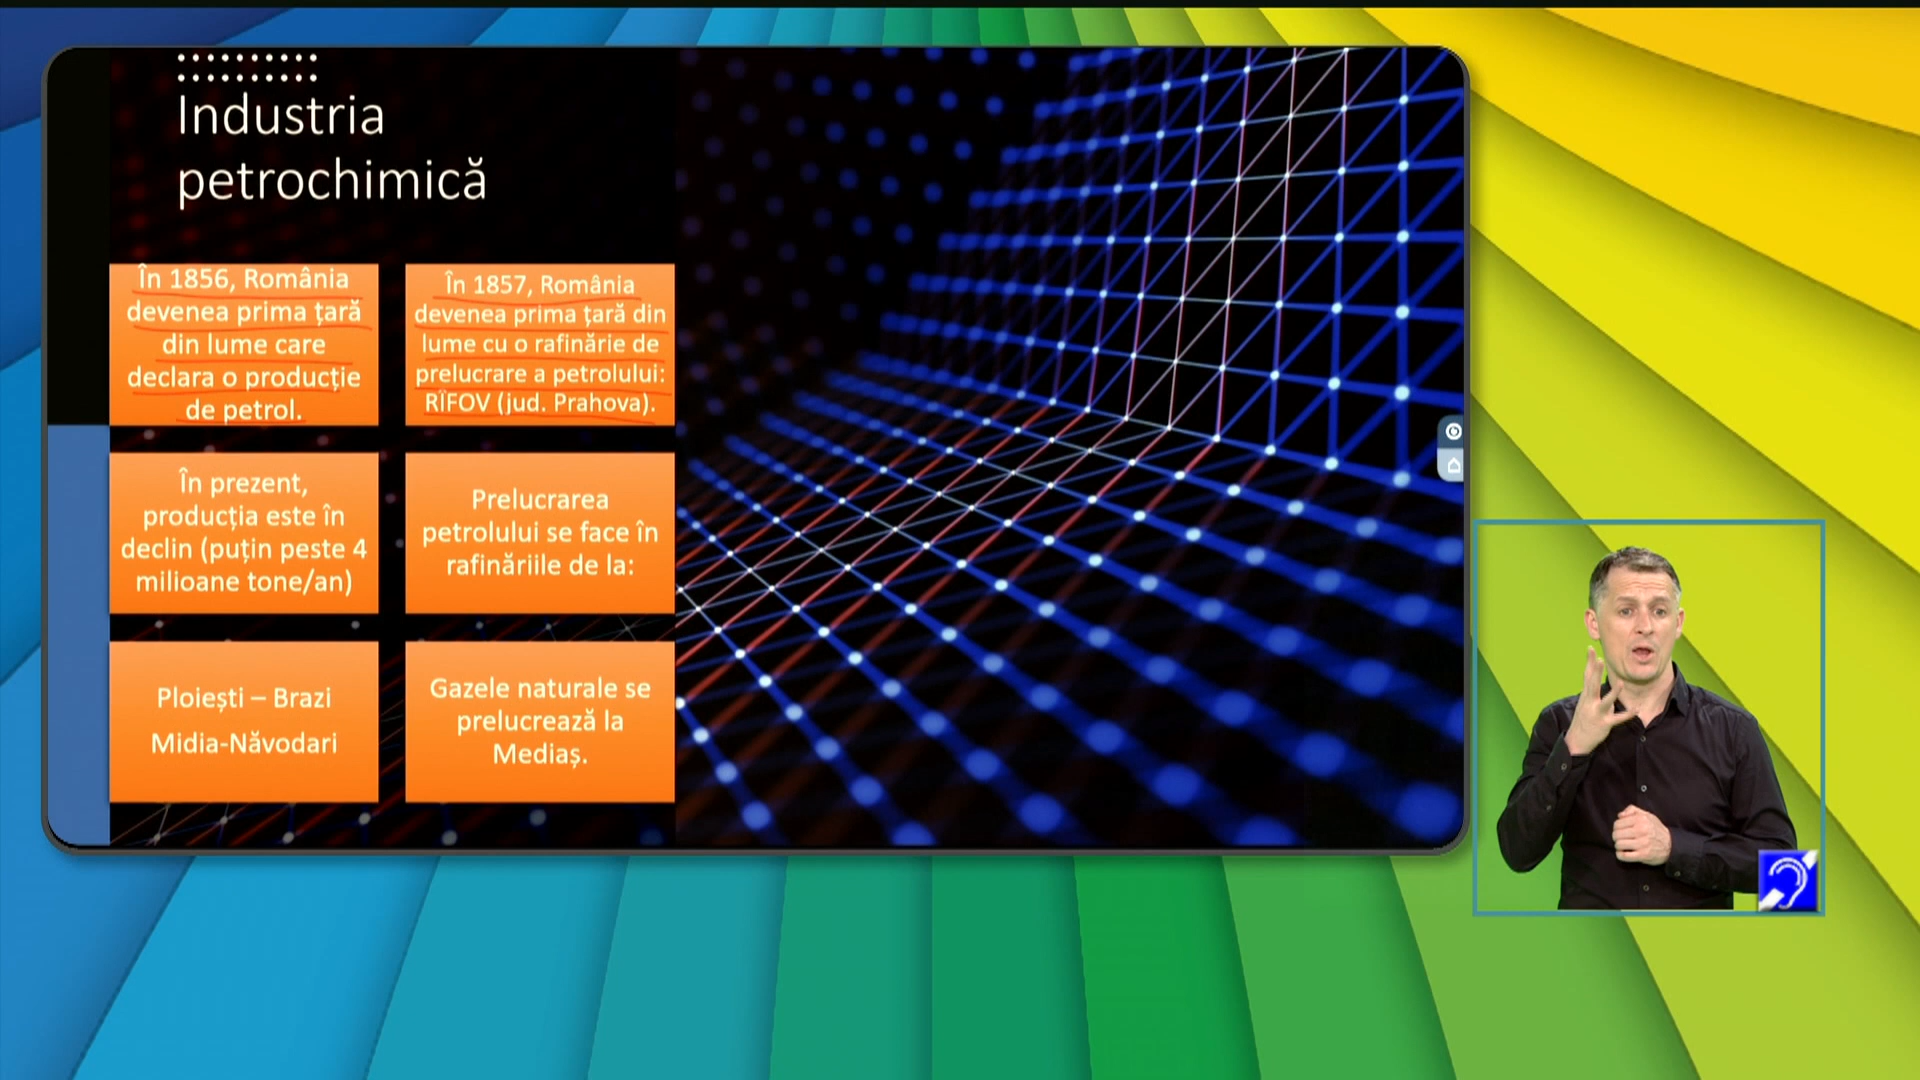 Industria
petrochimică
În 1856, România
devenea prima țară
din lume care
declara o producție
de petrol.
În 1857, România
devenea prima țară din
lume cu o rafinărie de
prelucrare a petrolului:
RÎFOV (jud. Prahova).
În prezent,
producția este în
declin (puțin peste 4
milioane tone/an)
Prelucrarea
petrolului se face în
rafinăriile de la:
Ploiești – Brazi
Midia-Năvodari
Gazele naturale se
prelucrează la
Mediaș.